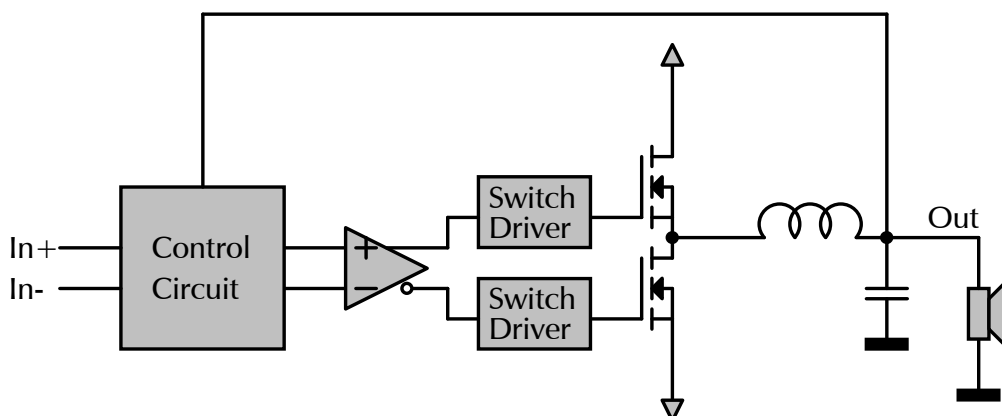 Switch
Driver
Out
In+
Control
In-
Circuit
Switch
Driver